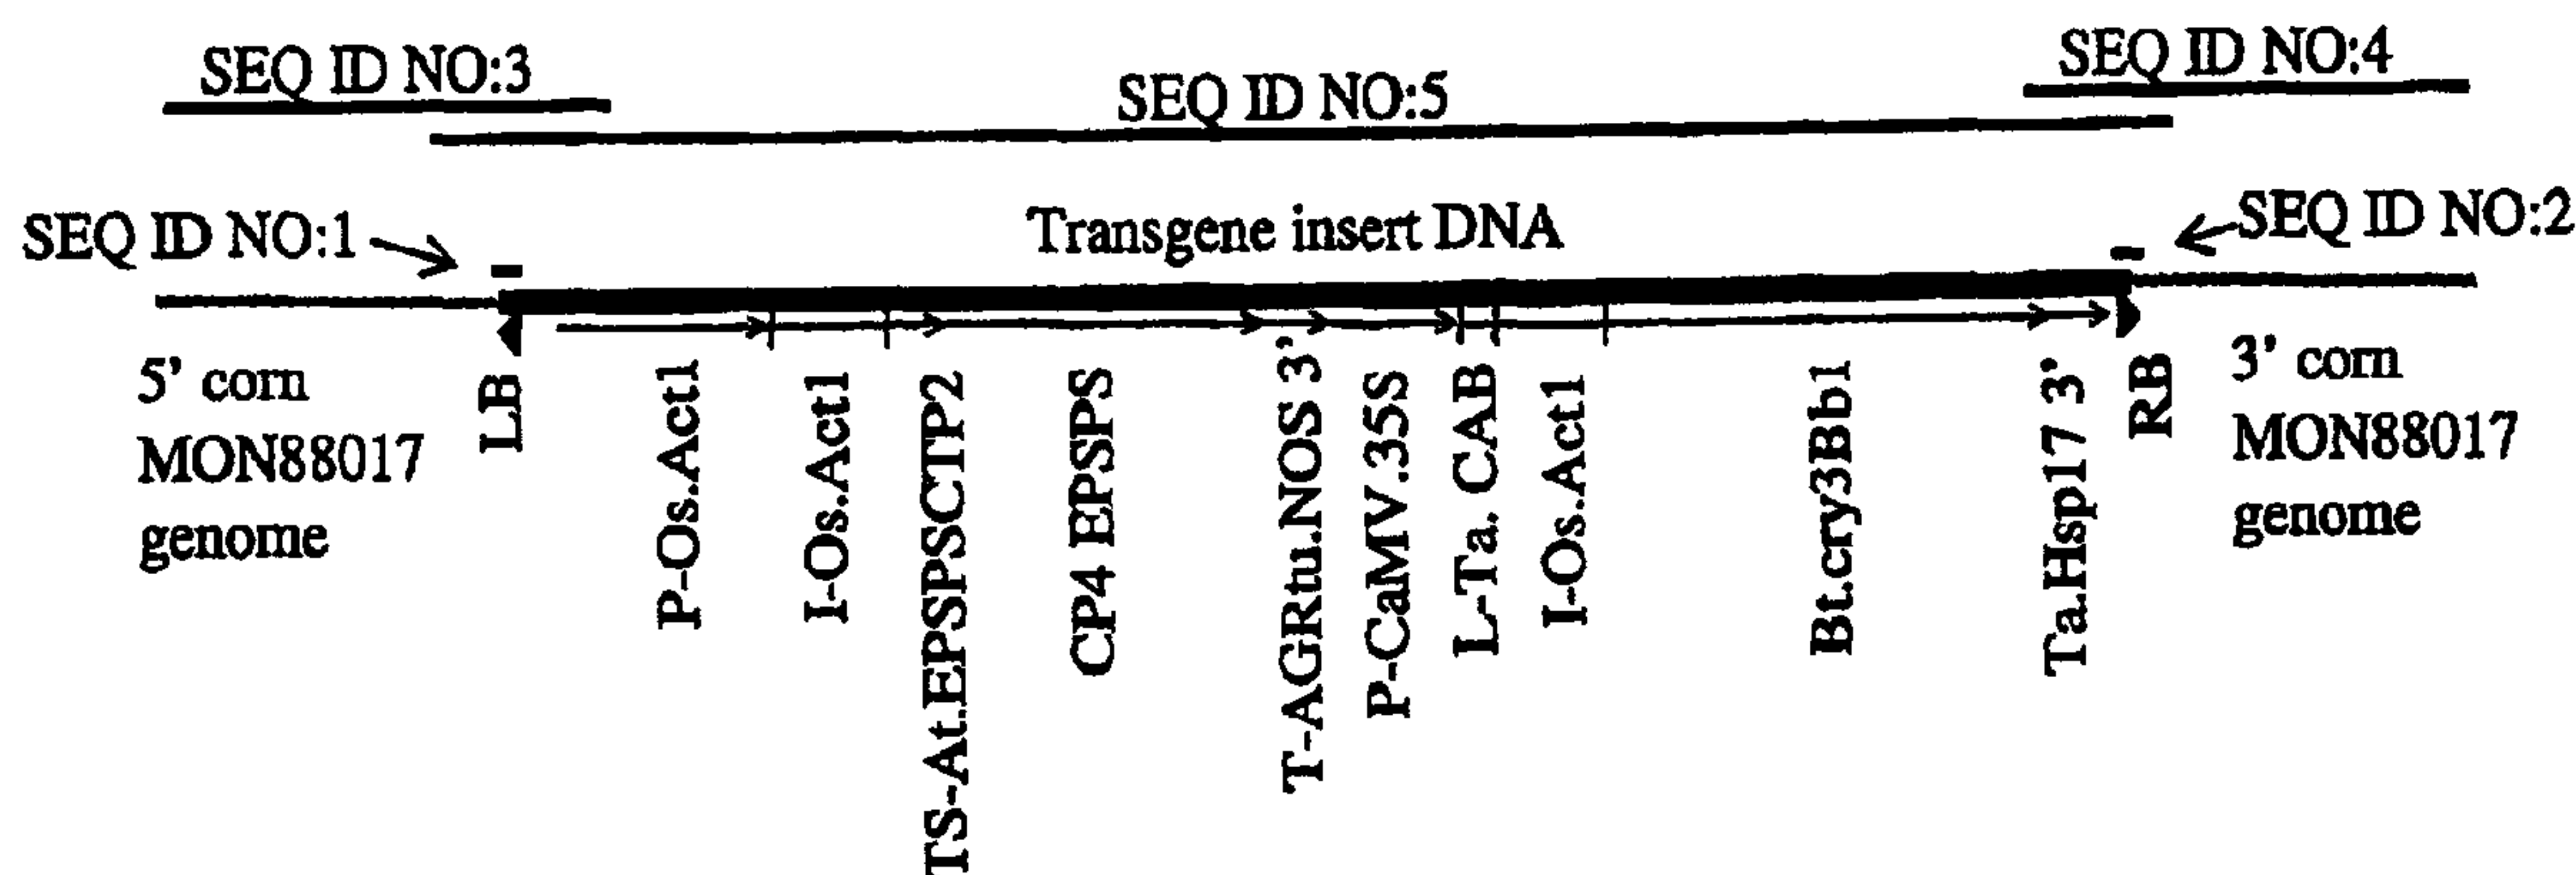 SEQ ID NO:3
SEQ ID NO:5
SEQ ID NO:4
SEQ ID NO:1
Transgene insert DNA
SEQ ID NO:2
5' corn
MON88017
genome
LB
P-Os.Act1
I-Os.Act1
TS-At.EPSPSCTP2
CP4 EPSPS
T-AGRtu.NOS 3'
P-CaMV.35S
L-Ta. CAB
I-Os.Act1
Bt.cry3Bb1
Ta.Hsp17 3'
RB
3' corn
MON88017
genome